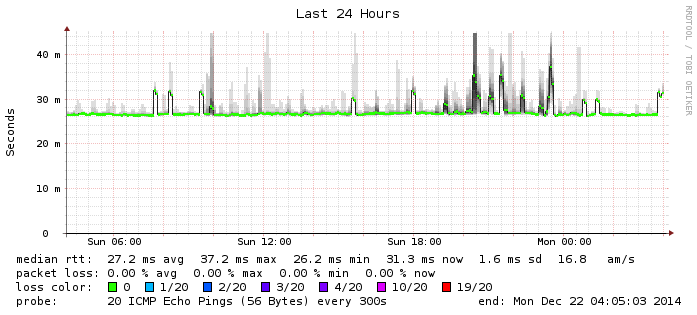 Last 24 Hours
RRDTOOL / TOBI OETIKER
Seconds
40 m
30 m
20 m
10 m
0
Sun 06:00 Sun 12:00 Sun 18:00 Mon 00:00
median rtt: 27.2 ms avg 37.2 ms max 26.2 ms min 31.3 ms now 1.6 ms sd 16.8 am/s
packet loss: 0.00 % avg 0.00 % max 0.00 % min 0.00 % now
loss color: 0 1/20 2/20 3/20 4/20 10/20 19/20
probe: 20 ICMP Echo Pings (56 Bytes) every 300s end: Mon Dec 22 04:05:03 2014